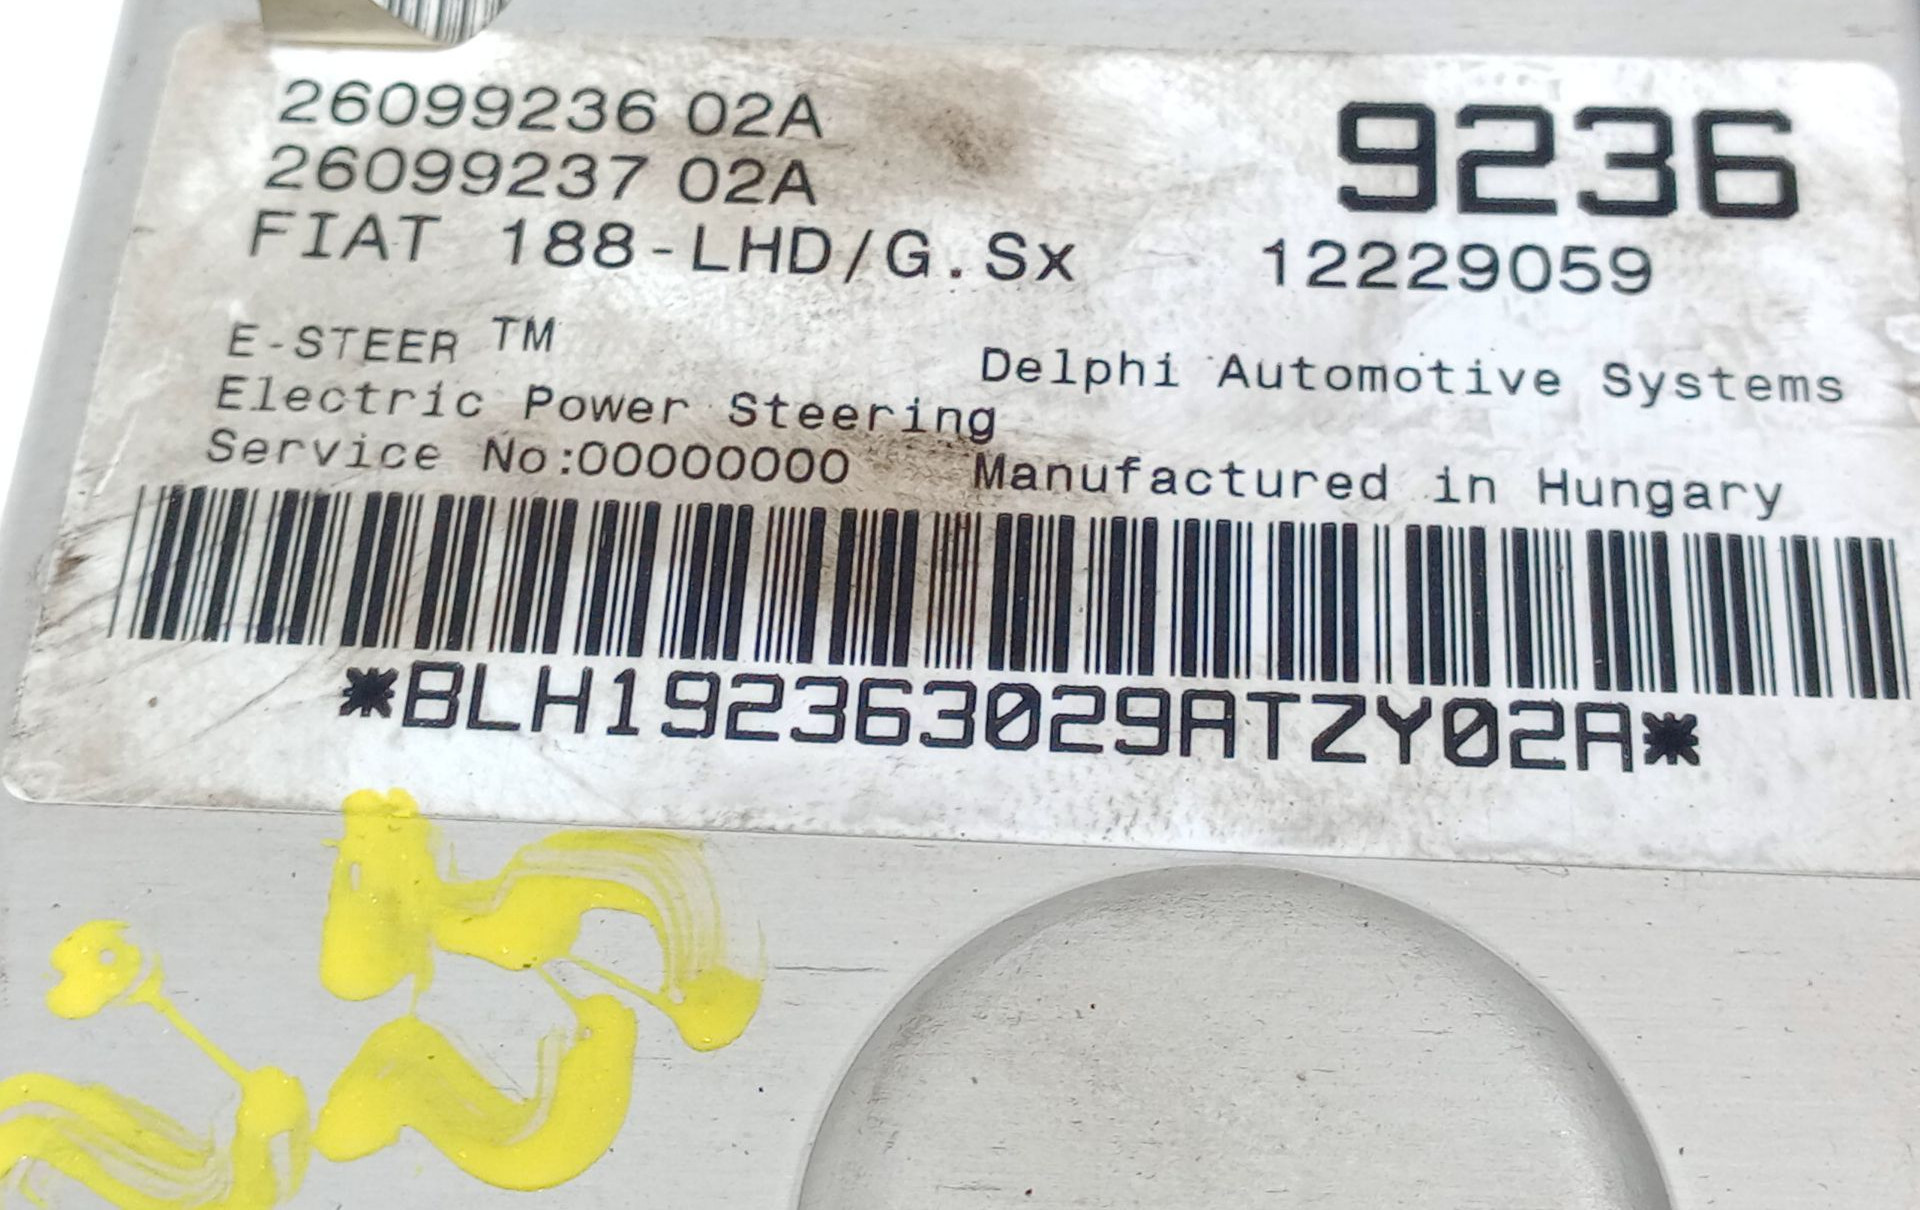 26099236 02A
9236
26099237 02A
FIAT 188-LHD/G.Sx
12229059
E-STEER TM
Delphi Automotive Systems
Electric Power Steering
Service No:00000000
Manufactured in Hungary
*BLH192363029ATZY02A*